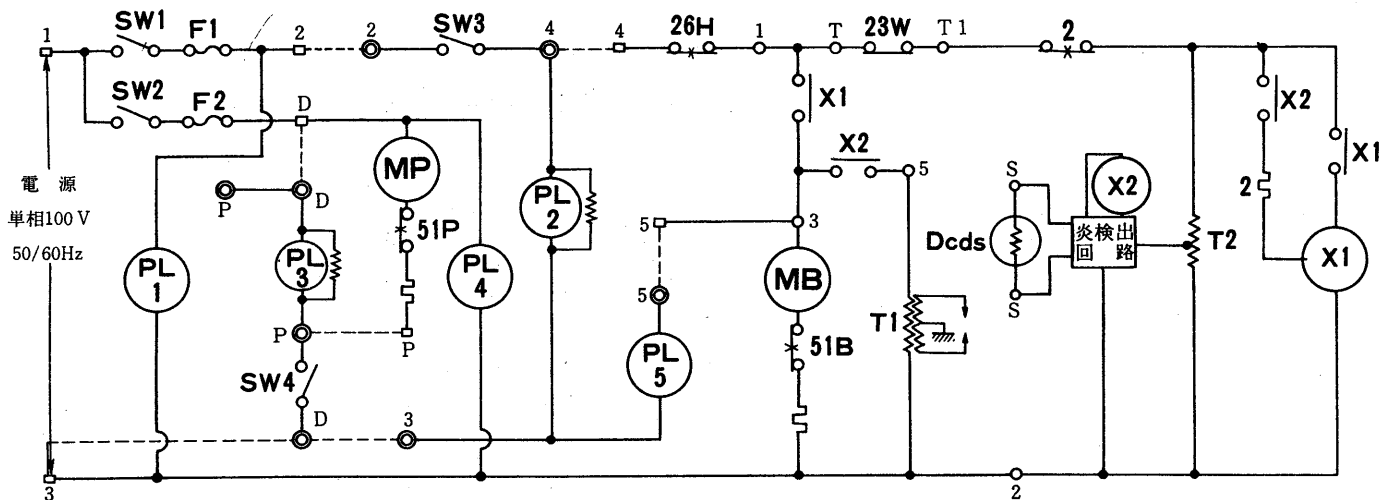 1
SW1
F1
2
2
SW3
4
4
26H
1
T
23W
T1
2
SW2
F2
D
X1
X2
X1
MP
X2
5
電源
単相100V
50/60Hz
P
D
PL
2
51P
5
3
S
Dcds
X2
炎検出
回路
2
T2
PL
1
PL
3
PL
4
MB
X1
5
S
P
P
PL
5
T1
51B
SW4
D
3
3
2